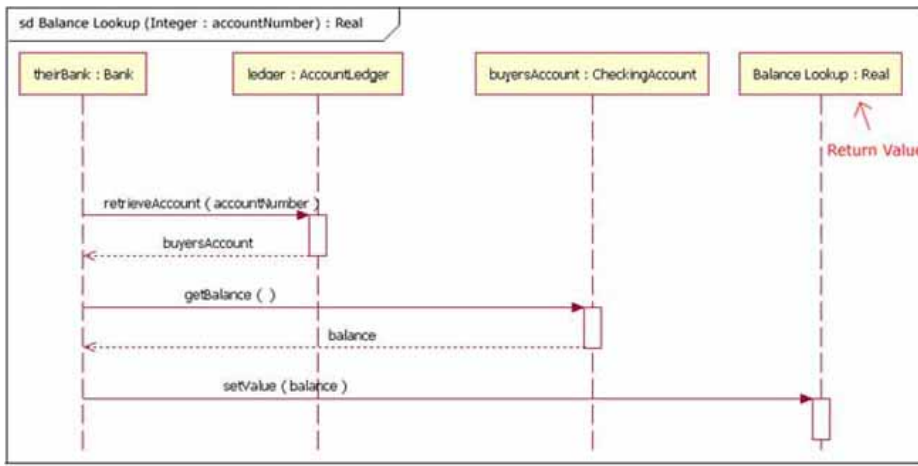 sd Balance Lookup (Integer : accountNumber) : Real
theirBank : Bank
ledger : AccountLedger
buyersAccount : CheckingAccount
Balance Lookup : Real
Return Value
retrieveAccount ( accountNumber )
buyersAccount
getBalance ( )
balance
setValue ( balance )